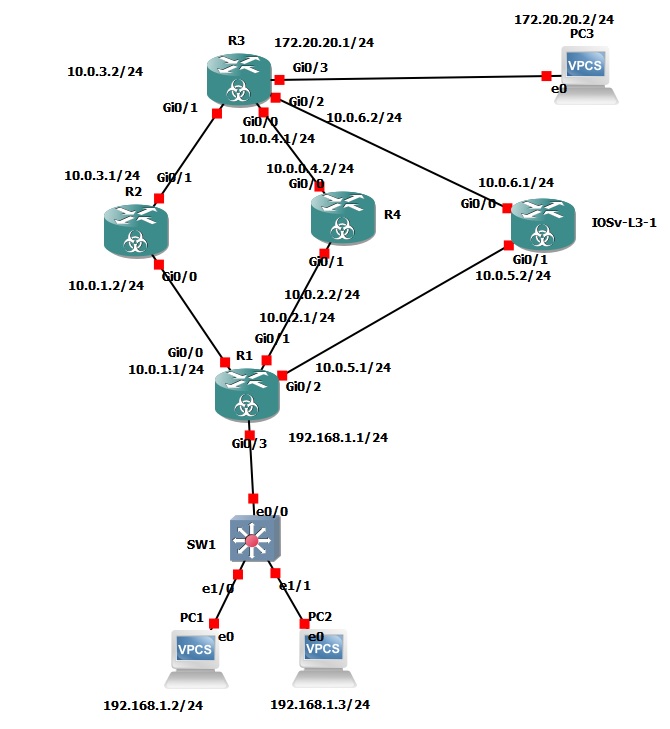 172.20.20.2/24
PC3
R3
172.20.20.1/24
VPCS
10.0.3.2/24
Gi0/3
e0
Gi0/1
Gi0/2
Gi0/0
10.0.6.2/24
10.0.4.1/24
10.0.3.1/24
Gi0/1
10.0.0.4.2/24
Gi0/0
10.0.6.1/24
R2
Gi0/0
R4
IOSv-L3-1
Gi0/1
Gi0/1
10.0.5.2/24
Gi0/0
10.0.1.2/24
10.0.2.2/24
10.0.2.1/24
Gi0/1
Gi0/0
R1
10.0.1.1/24
10.0.5.1/24
Gi0/2
192.168.1.1/24
Gi0/3
e0/0
SW1
e1/0
e1/1
PC1
PC2
e0
e0
VPCS
VPCS
192.168.1.2/24
192.168.1.3/24